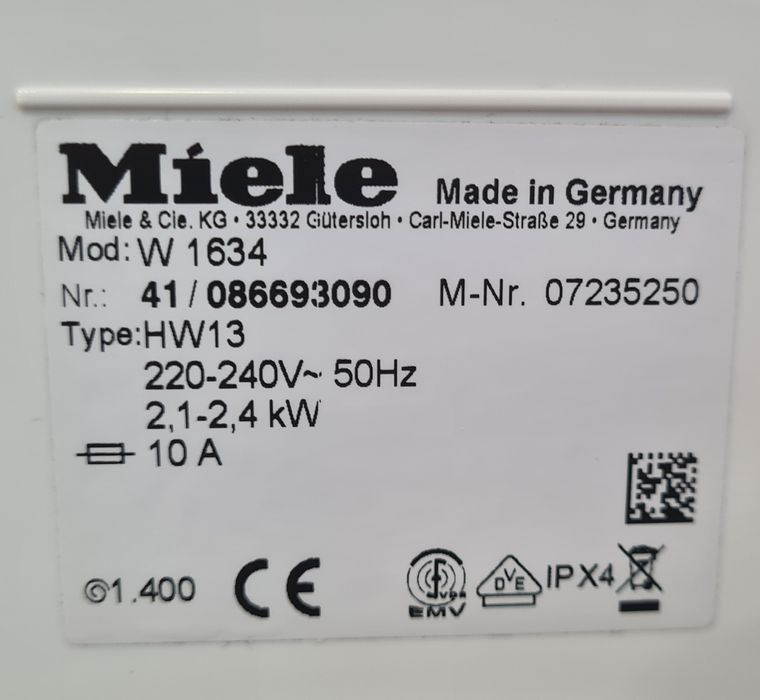 Miele Made in Germany
Miele & Cie. KG · 33332 Gütersloh · Carl-Miele-Straße 29 · Germany
Mod: W 1634
Nr.: 41 / 086693090 M-Nr. 07235250
Type: HW13
220-240V~ 50Hz
2,1-2,4 kW
10 A
1.400 CE EMV DVE IPX4